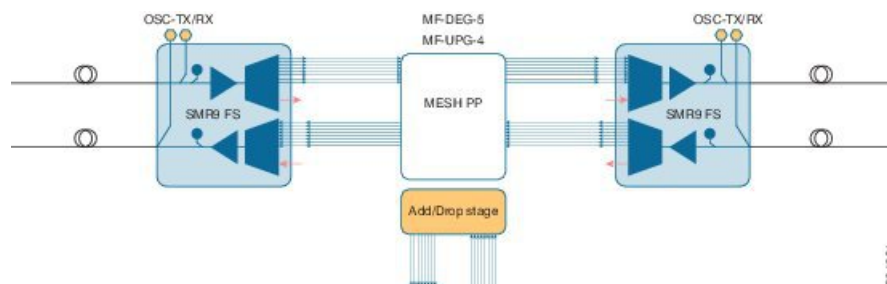 OSC-TX/RX
MF-DEG-5
OSC-TX/RX
MF-UPG-4
MESH PP
SMR9 FS
SMR9 FS
Add/Drop stage